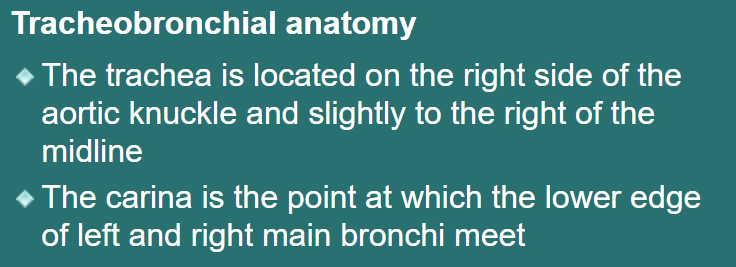 Tracheobronchial anatomy
The trachea is located on the right side of the
aortic knuckle and slightly to the right of the
midline
The carina is the point at which the lower edge
of left and right main bronchi meet